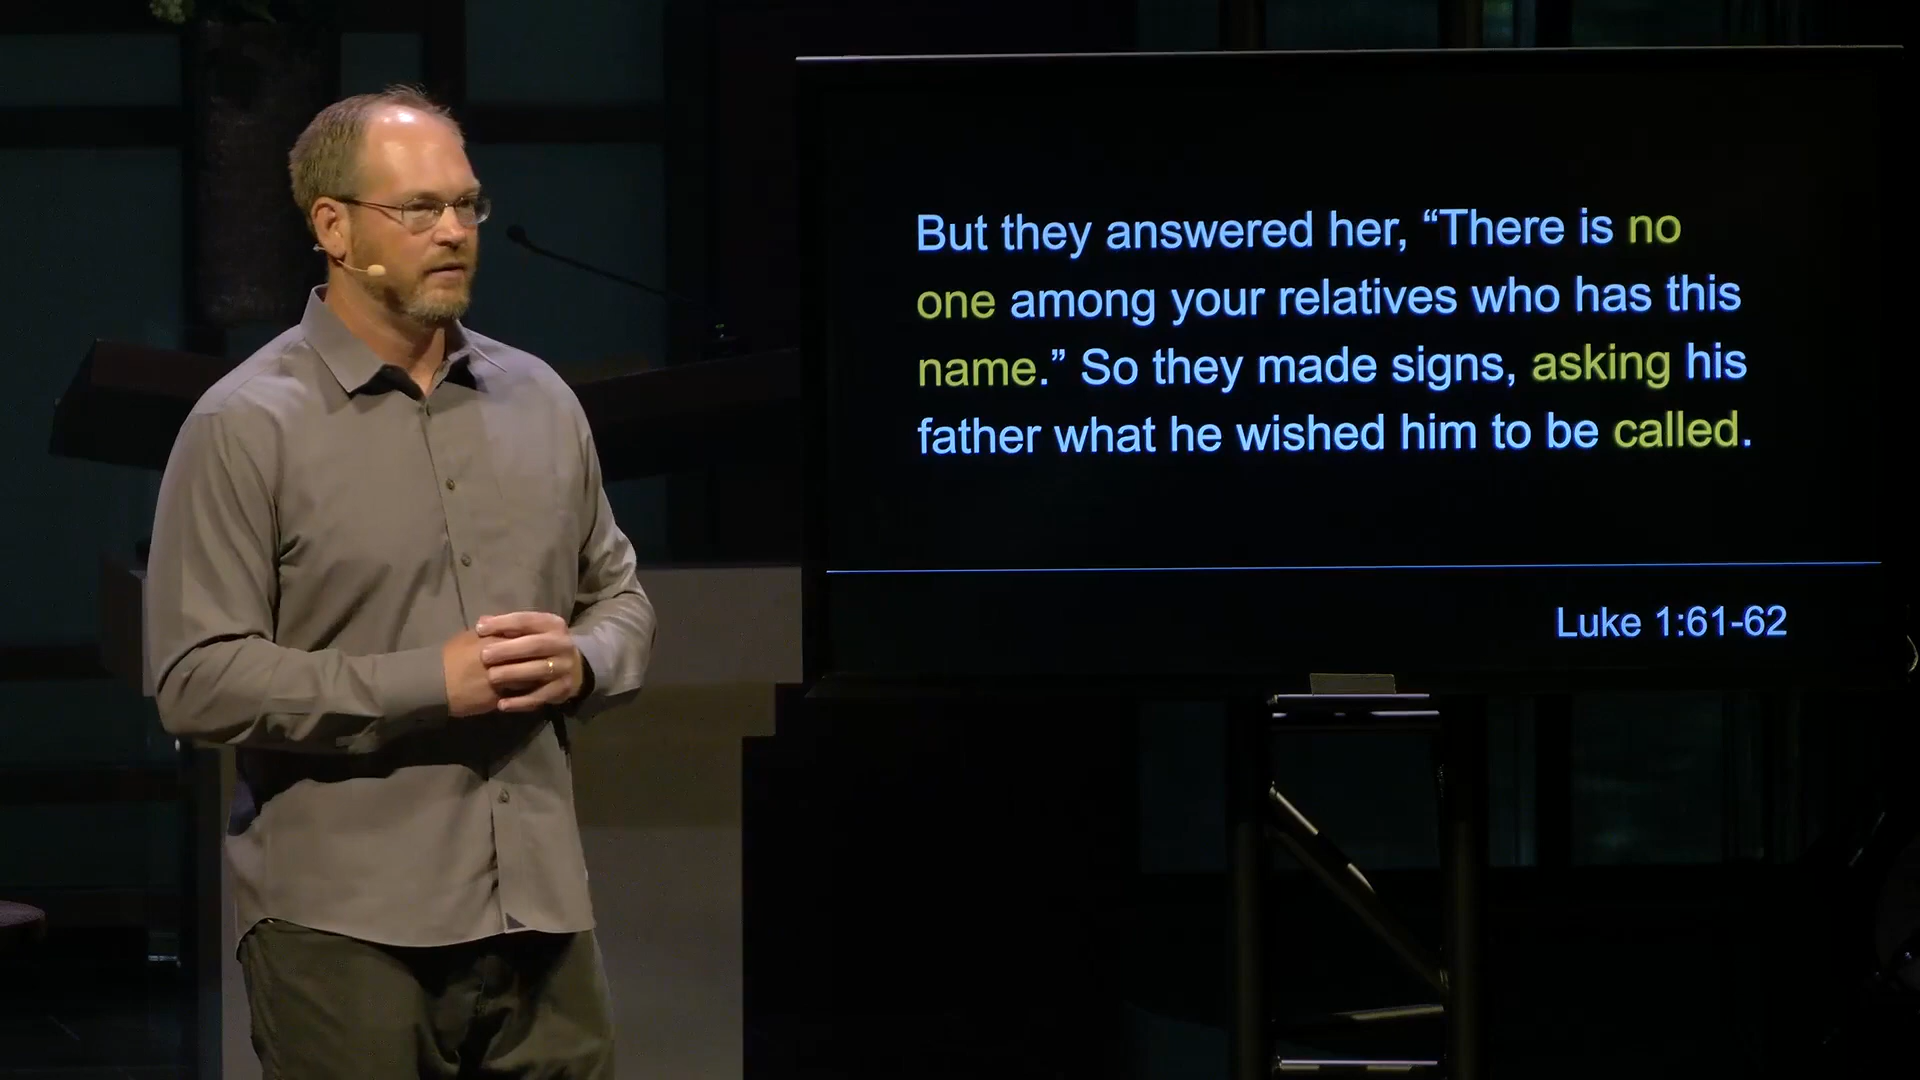 But they answered her, “There is no
one among your relatives who has this
name.” So they made signs, asking his
father what he wished him to be called.
Luke 1:61-62